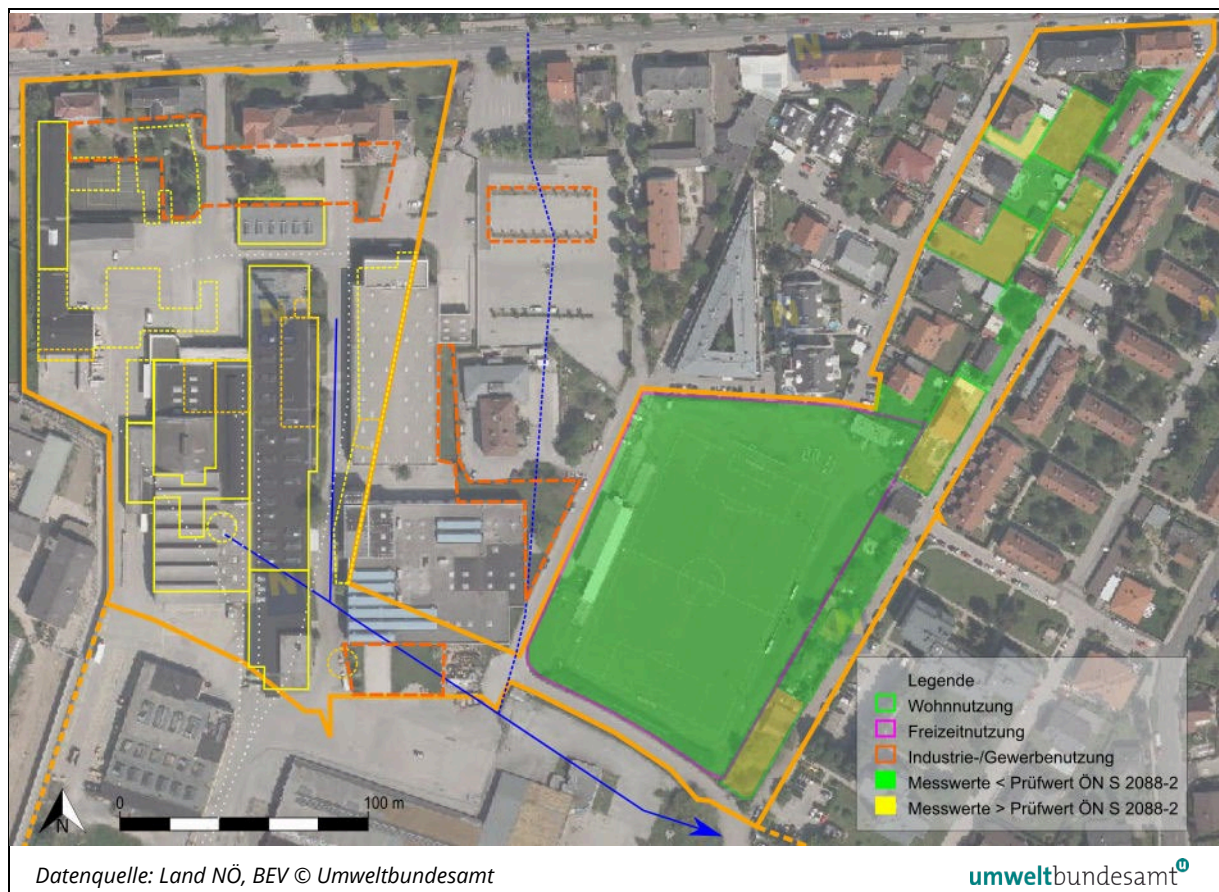 Legende
Wohnnutzung
Freizeitnutzung
Industrie-/Gewerbenutzung
Messwerte < Prüfwert ÖN S 2088-2
Messwerte > Prüfwert ÖN S 2088-2
0 100 m
N
Datenquelle: Land NÖ, BEV © Umweltbundesamt
umweltbundesamt u